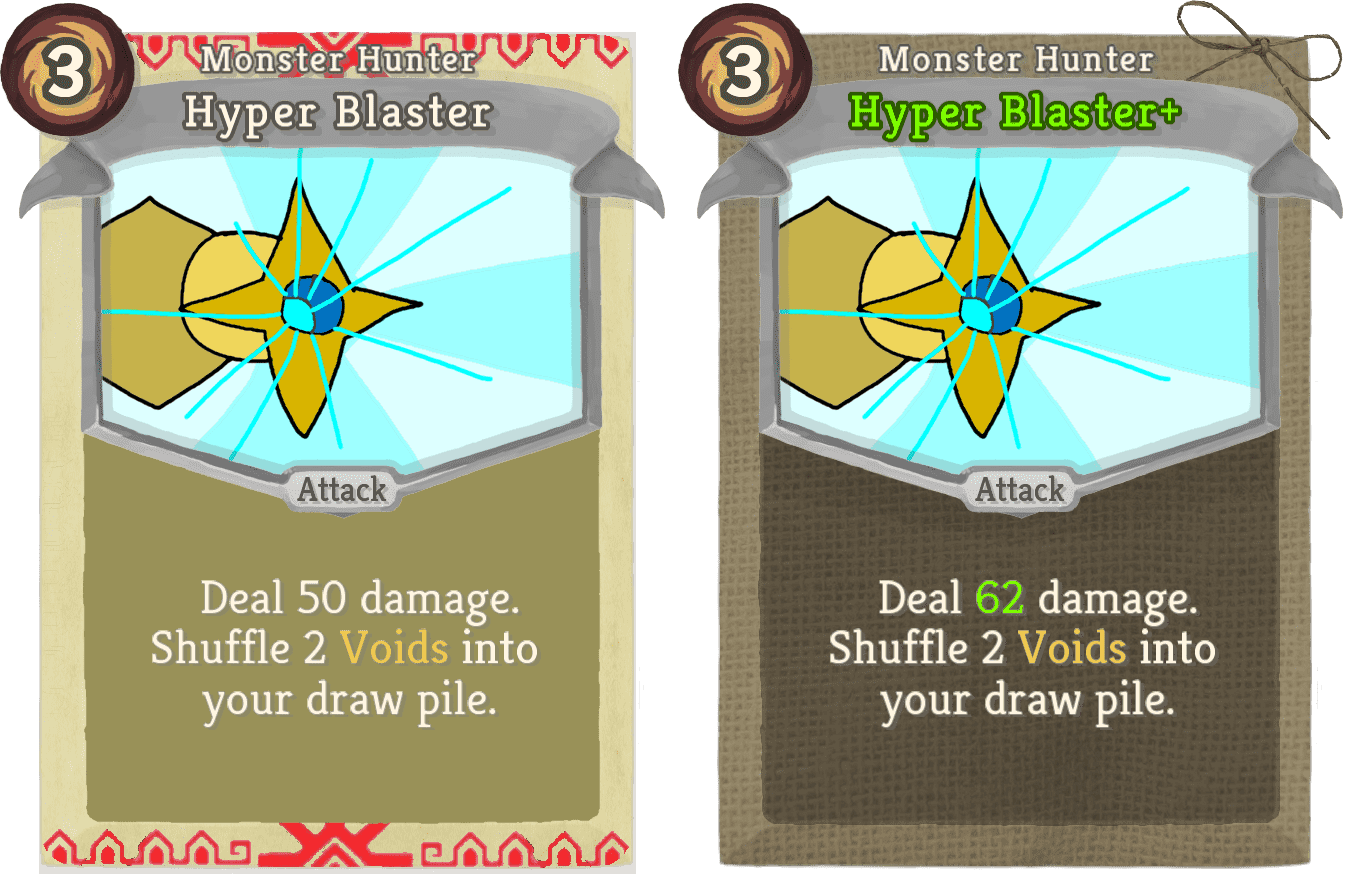 3
Monster Hunter
Hyper Blaster
Attack
Deal 50 damage.
Shuffle 2 Voids into
your draw pile.
3
Monster Hunter
Hyper Blaster+
Attack
Deal 62 damage.
Shuffle 2 Voids into
your draw pile.